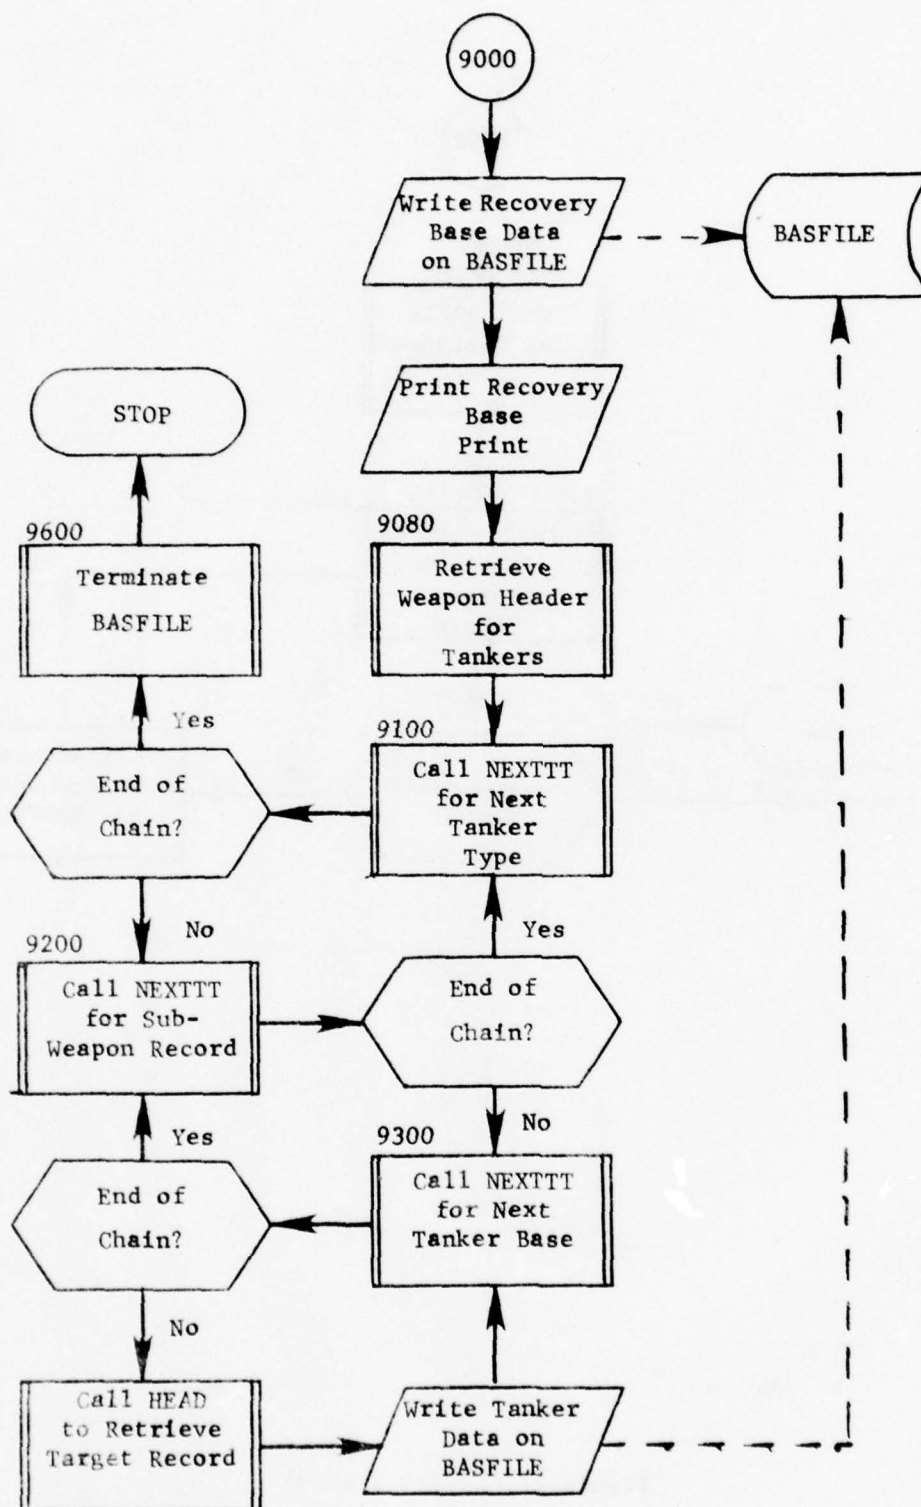 9000
Write Recovery
Base Data
on BASFILE
BASFILE
Print Recovery
Base
Print
STOP
9600
Terminate
BASFILE
9080
Retrieve
Weapon Header
for
Tankers
Yes
9100
Call NEXTTT
for Next
Tanker
Type
End of
Chain?
No
Yes
9200
Call NEXTTT
for Sub-
Weapon Record
End of
Chain?
No
Yes
9300
Call NEXTTT
for Next
Tanker Base
End of
Chain?
No
Call HEAD
to Retrieve
Target Record
Write Tanker
Data on
BASFILE